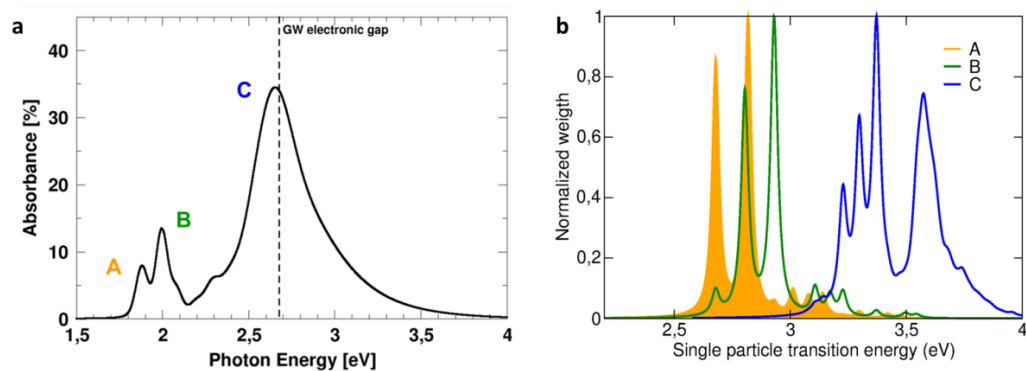 a
GW electronic gap
A
B
C
Absorbance [%]
40
30
20
10
0
1,5
2
2,5
3
3,5
4
Photon Energy [eV]
b
Normalized weigth
1
0,8
0,6
0,4
0,2
0
A
B
C
2,5
3
3,5
4
Single particle transition energy (eV)